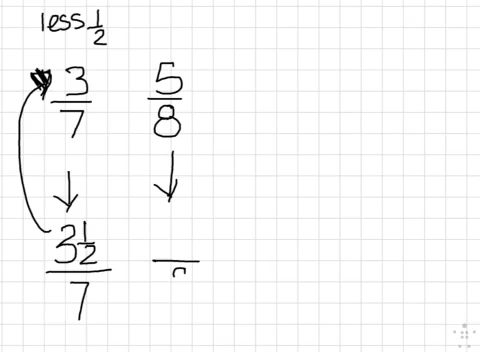 less 1/2
3/7 5/8
↓ ↓
3 1/2/7